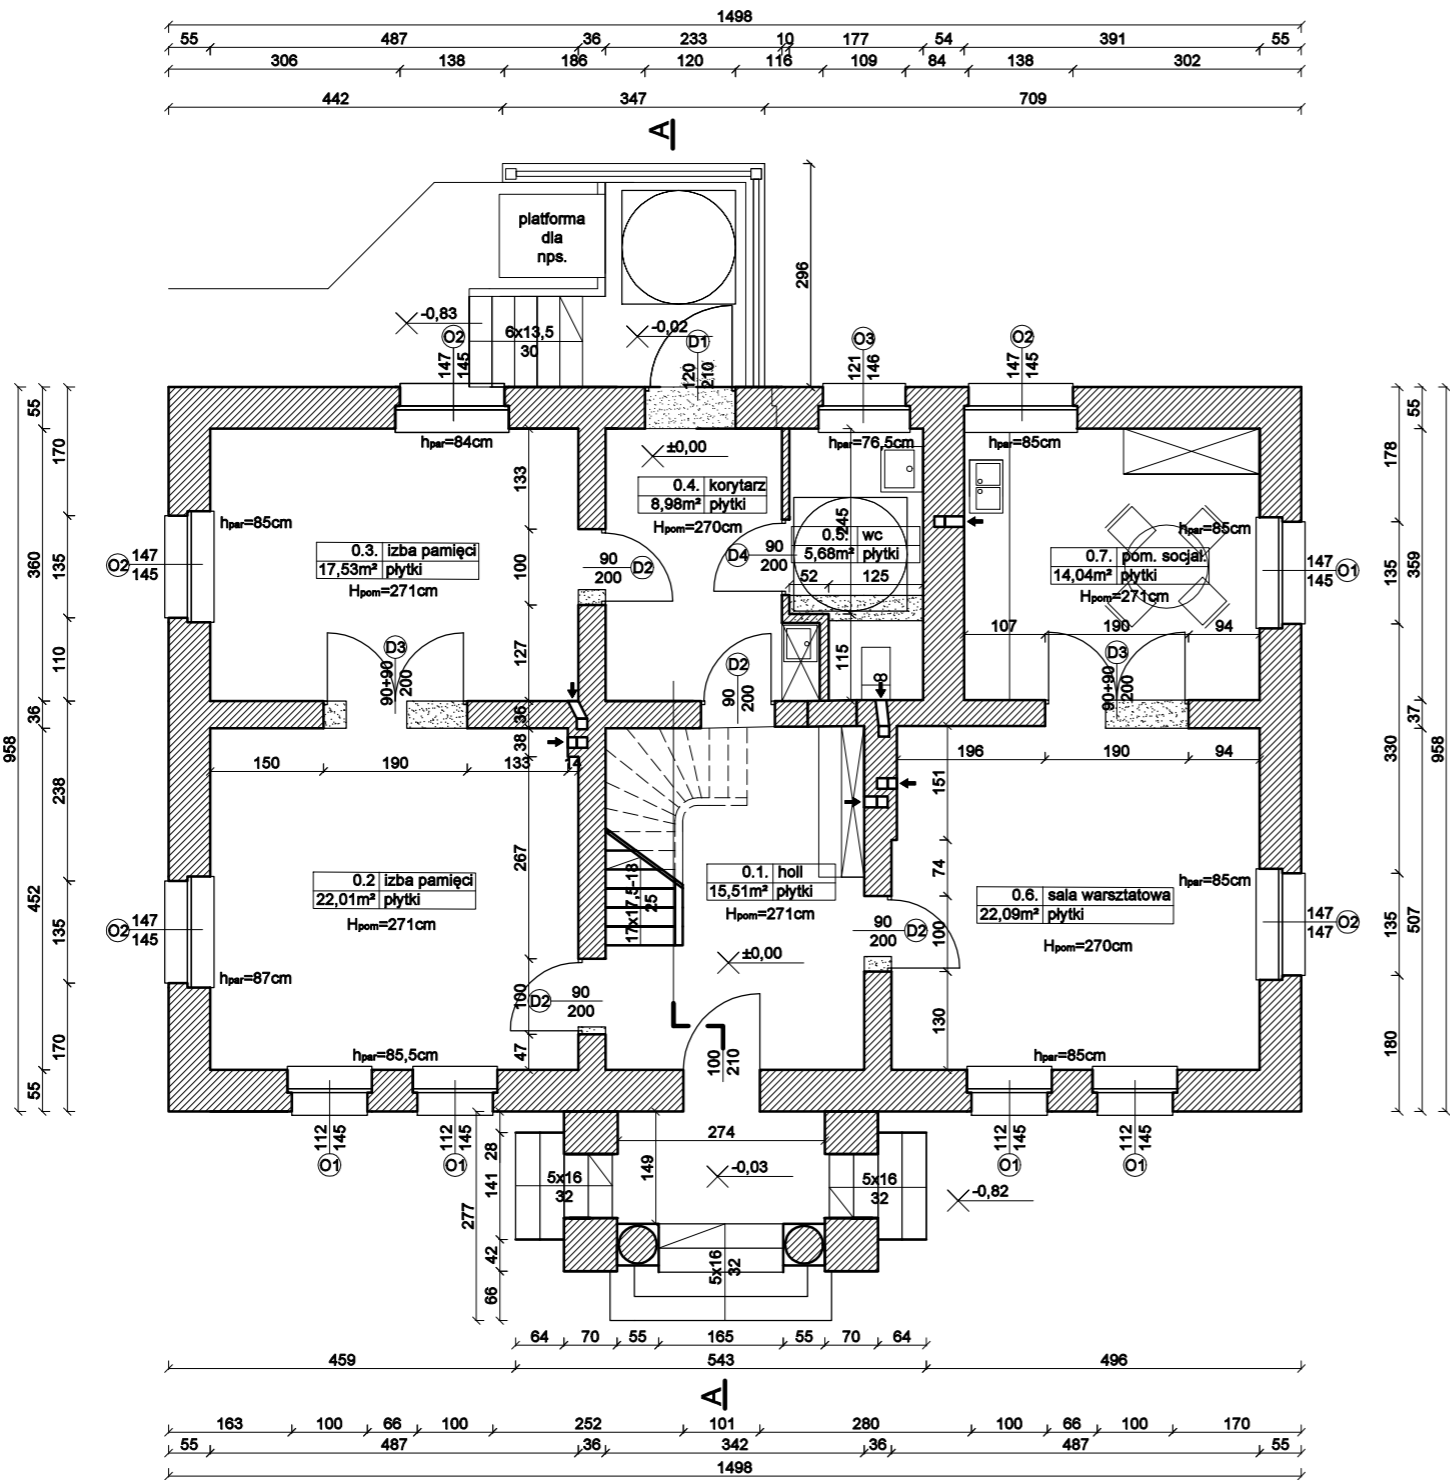 1498
55 487 36 233 10 177 54 391 55
306 138 186 120 116 109 84 138 302
442 347 709
A
platforma
dla
nps.
296
-0,83
6x13,5
30
-0,02
D1
120
210
O2
147
145
O3
121
146
O2
147
145
hpar=84cm
hpar=76,5cm
hpar=85cm
±0,00
0.4. korytarz
8,98m² płytki
Hpom=270cm
hpar=85cm
0.3. izba pamięci
17,53m² płytki
Hpom=271cm
90
200
D2
D4
90
200
245
0.5. wc
5,68m² płytki
52 125
hpar=85cm
0.7. pom. socjal.
14,04m² płytki
Hpom=271cm
107 190 94
O2
147
145
147
145
O1
D3
90+90
200
D2
90
200
115
8
D3
90+90
200
133
100
127
36
38
150 190 133 14
196 190 94
151
74
100
130
267
100
47
17x17,5-18
25
0.1. holl
15,51m² płytki
Hpom=271cm
0.2 izba pamięci
22,01m² płytki
Hpom=271cm
hpar=85cm
0.6. sala warsztatowa
22,09m² płytki
Hpom=270cm
90
200
D2
±0,00
O2
147
145
147
147
O2
hpar=87cm
D2
90
200
hpar=85,5cm
hpar=85cm
100
210
958
55
360
452
55
170
135
110
36
238
135
170
178
135
330
135
180
55
359
37
507
958
112
145
O1
112
145
O1
112
145
O1
112
145
O1
274
149
-0,03
5x16
32
5x16
32
-0,82
5x16
32
277
28
141
42
66
64 70 55 165 55 70 64
459 543 496
A
163 100 66 100 252 101 280 100 66 100 170
55 487 36 342 36 487 55
1498